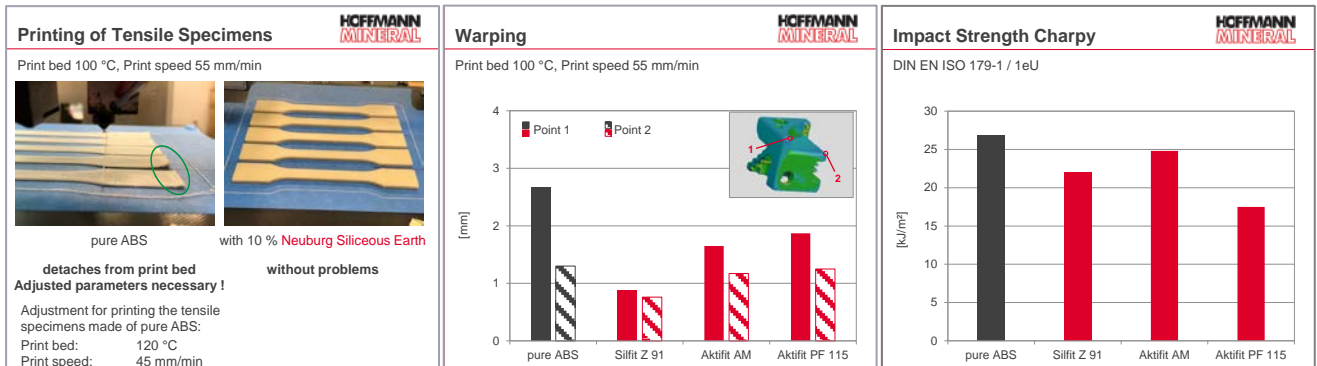 Printing of Tensile Specimens
HOFFMANN
MINERAL
Print bed 100 °C, Print speed 55 mm/min
pure ABS
with 10 % Neuburg Siliceous Earth
detaches from print bed
Adjusted parameters necessary !
without problems
Adjustment for printing the tensile
specimens made of pure ABS:
Print bed: 120 °C
Print speed: 45 mm/min
Warping
HOFFMANN
MINERAL
Print bed 100 °C, Print speed 55 mm/min
4
Point 1 Point 2
1
2
3
2
[mm]
1
0
pure ABS Silfit Z 91 Aktifit AM Aktifit PF 115
Impact Strength Charpy
HOFFMANN
MINERAL
DIN EN ISO 179-1 / 1eU
30
25
20
15
[kJ/m²]
10
5
0
pure ABS Silfit Z 91 Aktifit AM Aktifit PF 115